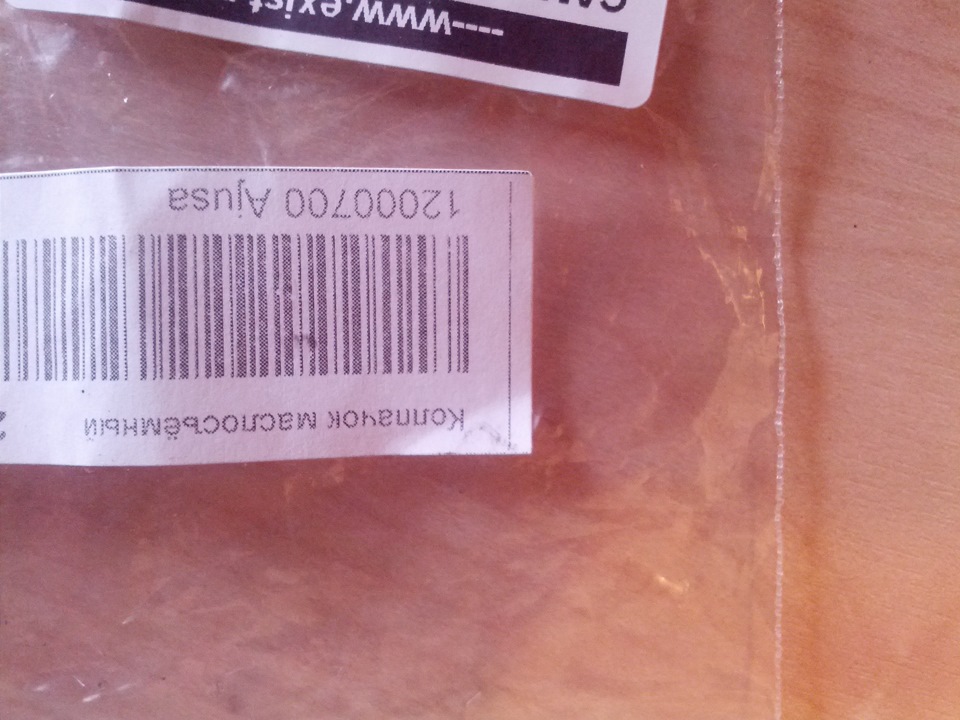 Колпачок маслосъёмный
12000700 Ajusa
----www.exist